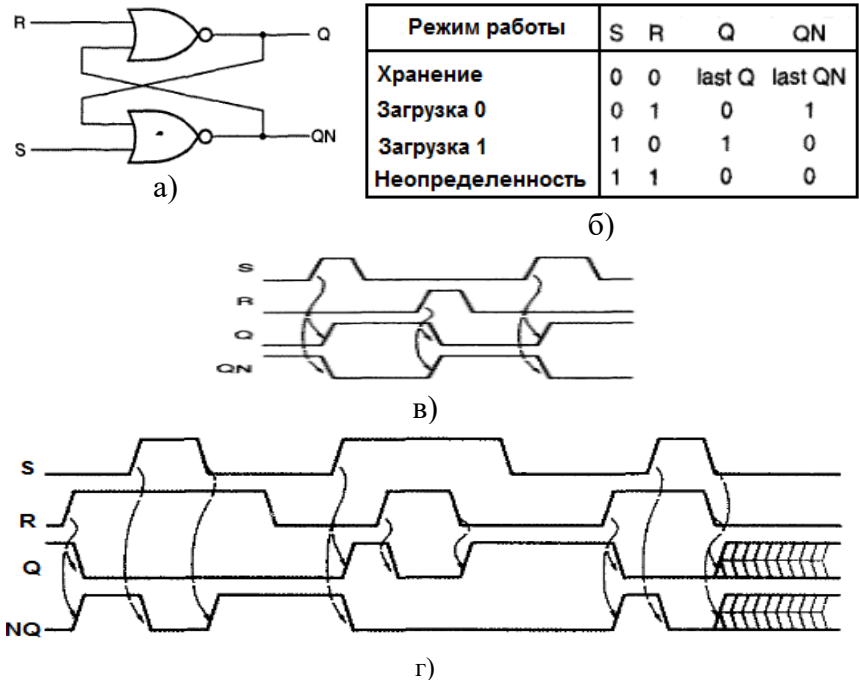 R
Q
S
QN
а)
Режим работы S R Q QN
Хранение 0 0 last Q last QN
Загрузка 0 0 1 0 1
Загрузка 1 1 0 1 0
Неопределенность 1 1 0 0
б)
S
R
Q
QN
в)
S
R
Q
NQ
г)